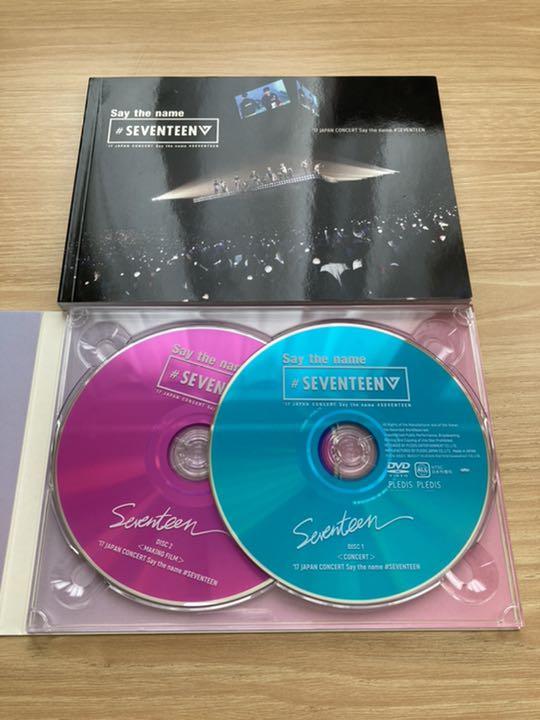 Say the name
# SEVENTEEN
'17 JAPAN CONCERT Say the name #SEVENTEEN
'17 JAPAN CONCERT Say the name #SEVENTEEN
Say the name
# SEVENTEEN
'17 JAPAN CONCERT Say the name
Seventeen
DISC 2
<MAKING FILM>
'17 JAPAN CONCERT Say the name #SEVENTEEN
Say the name
# SEVENTEEN
'17 JAPAN CONCERT Say the name #SEVENTEEN
DVD
VIDEO
ALL
NTSC
PLEDIS PLEDIS
Seventeen
DISC 1
<CONCERT>
'17 JAPAN CONCERT Say the name #SEVENTEEN